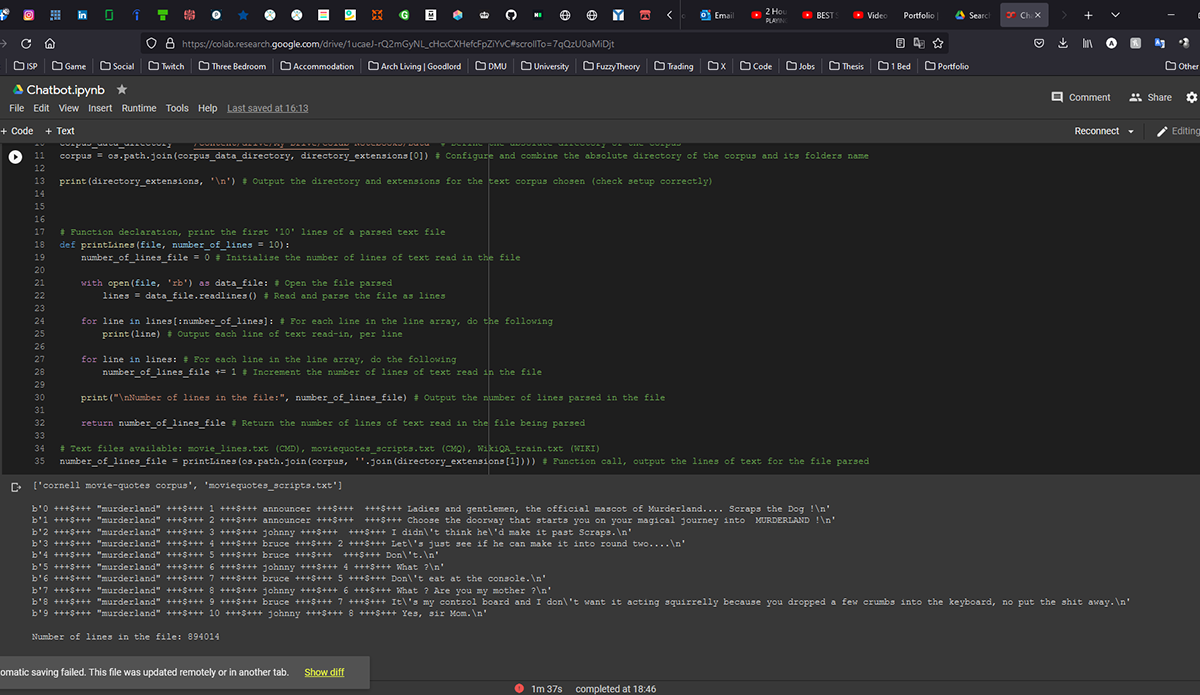 Email
2 Hou
PLAYIN
BEST S
Video
Portfolio |
Searc
Cha
https://colab.research.google.com/drive/1ucaeJ-rQ2mGyNL_cHcxCXHefcFpZiYvC#scrollTo=7qQzU0aMiDjt
ISP
Game
Social
Twitch
Three Bedroom
Accommodation
Arch Living | Goodlord
DMU
University
FuzzyTheory
Trading
X
Code
Jobs
Thesis
1 Bed
Portfolio
Other
Chatbot.ipynb
File Edit View Insert Runtime Tools Help Last saved at 16:13
Comment
Share
+ Code + Text
Reconnect
Editing
11 corpus = os.path.join(corpus_data_directory, directory_extensions[0]) # Configure and combine the absolute directory of the corpus and its folders name
12
13 print(directory_extensions, '\n') # Output the directory and extensions for the text corpus chosen (check setup correctly)
14
15
16
17 # Function declaration, print the first '10' lines of a parsed text file
18 def printLines(file, number_of_lines = 10):
19 number_of_lines_file = 0 # Initialise the number of lines of text read in the file
20
21 with open(file, 'rb') as data_file: # Open the file parsed
22 lines = data_file.readlines() # Read and parse the file as lines
23
24 for line in lines[:number_of_lines]: # For each line in the line array, do the following
25 print(line) # Output each line of text read-in, per line
26
27 for line in lines: # For each line in the line array, do the following
28 number_of_lines_file += 1 # Increment the number of lines of text read in the file
29
30 print("\nNumber of lines in the file:", number_of_lines_file) # Output the number of lines parsed in the file
31
32 return number_of_lines_file # Return the number of lines of text read in the file being parsed
33
34 # Text files available: movie_lines.txt (CMD), moviequotes_scripts.txt (CMQ), WikiQA_train.txt (WIKI)
35 number_of_lines_file = printLines(os.path.join(corpus, ''.join(directory_extensions[1]))) # Function call, output the lines of text for the file parsed
['cornell movie-quotes corpus', 'moviequotes_scripts.txt']
b'0 +++$+++ "murderland" +++$+++ 1 +++$+++ announcer +++$+++  +++$+++ Ladies and gentlemen, the official mascot of Murderland.... Scraps the Dog !\n'
b'1 +++$+++ "murderland" +++$+++ 2 +++$+++ announcer +++$+++  +++$+++ Choose the doorway that starts you on your magical journey into  MURDERLAND !\n'
b'2 +++$+++ "murderland" +++$+++ 3 +++$+++ johnny +++$+++  +++$+++ I didn\'t think he\'d make it past Scraps.\n'
b'3 +++$+++ "murderland" +++$+++ 4 +++$+++ bruce +++$+++ 2 +++$+++ Let\'s just see if he can make it into round two....\n'
b'4 +++$+++ "murderland" +++$+++ 5 +++$+++ bruce +++$+++  +++$+++ Don\'t.\n'
b'5 +++$+++ "murderland" +++$+++ 6 +++$+++ johnny +++$+++ 4 +++$+++ What ?\n'
b'6 +++$+++ "murderland" +++$+++ 7 +++$+++ bruce +++$+++ 5 +++$+++ Don\'t eat at the console.\n'
b'7 +++$+++ "murderland" +++$+++ 8 +++$+++ johnny +++$+++ 6 +++$+++ What ? Are you my mother ?\n'
b'8 +++$+++ "murderland" +++$+++ 9 +++$+++ bruce +++$+++ 7 +++$+++ It\'s my control board and I don\'t want it acting squirrelly because you dropped a few crumbs into the keyboard, no put the shit away.\n'
b'9 +++$+++ "murderland" +++$+++ 10 +++$+++ johnny +++$+++ 8 +++$+++ Yes, sir Mom.\n'
Number of lines in the file: 894014
omatic saving failed. This file was updated remotely or in another tab. Show diff
1m 37s completed at 18:46